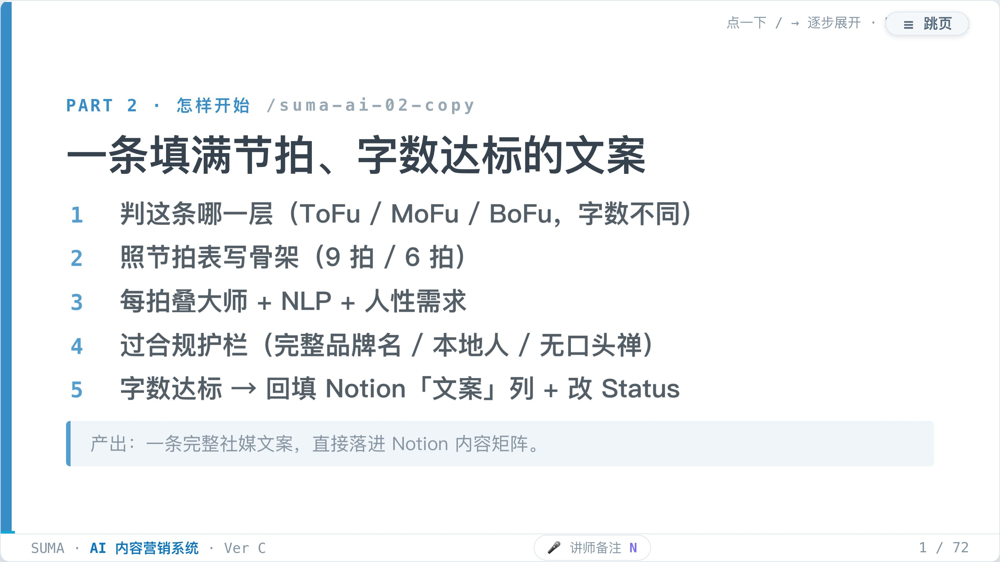 点一下 / → 逐步展开 ·
≡ 跳页
PART 2 · 怎样开始 /suma-ai-02-copy
一条填满节拍、字数达标的文案
1 判这条哪一层（ToFu / MoFu / BoFu，字数不同）
2 照节拍表写骨架（9 拍 / 6 拍）
3 每拍叠大师 + NLP + 人性需求
4 过合规护栏（完整品牌名 / 本地人 / 无口头禅）
5 字数达标 → 回填 Notion「文案」列 + 改 Status
产出：一条完整社媒文案，直接落进 Notion 内容矩阵。
SUMA · AI 内容营销系统 · Ver C
🎤 讲师备注 N
1 / 72